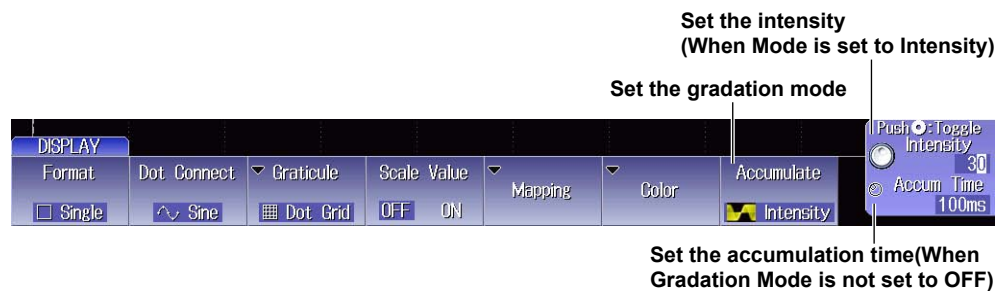 Set the intensity
(When Mode is set to Intensity)
Set the gradation mode
DISPLAY
Format
Single
Dot Connect
Sine
Graticule
Dot Grid
Scale Value
OFF ON
Mapping
Color
Accumulate
Intensity
Push :Toggle
Intensity
30
Accum Time
100ms
Set the accumulation time(When
Gradation Mode is not set to OFF)